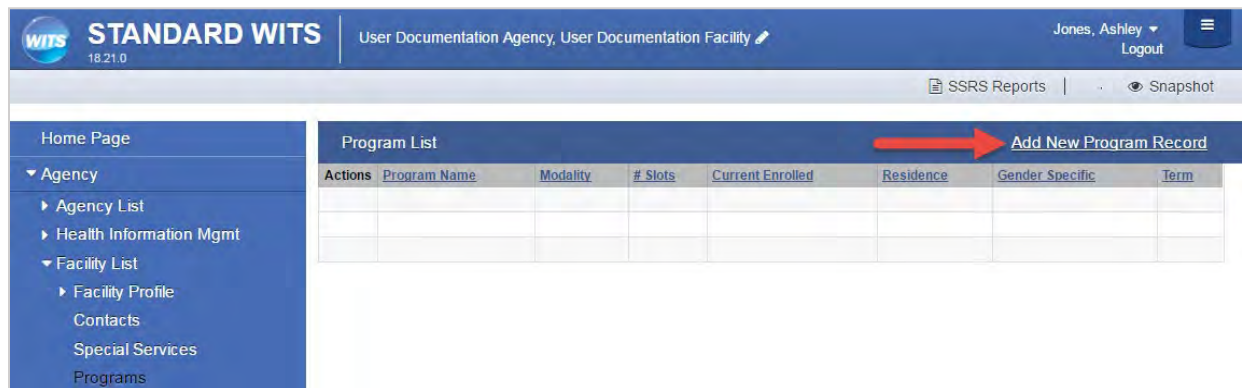 WITS STANDARD WITS User Documentation Agency, User Documentation Facility Jones, Ashley
18.21.0 Logout
SSRS Reports | Snapshot
Home Page
Program List Add New Program Record
Agency
Actions Program Name Modality # Slots Current Enrolled Residence Gender Specific Term
Agency List
Health Information Mgmt
Facility List
Facility Profile
Contacts
Special Services
Programs